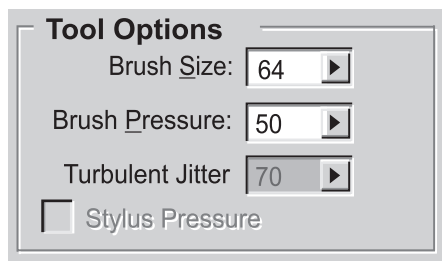 Tool Options
Brush Size: 64
Brush Pressure: 50
Turbulent Jitter 70
Stylus Pressure